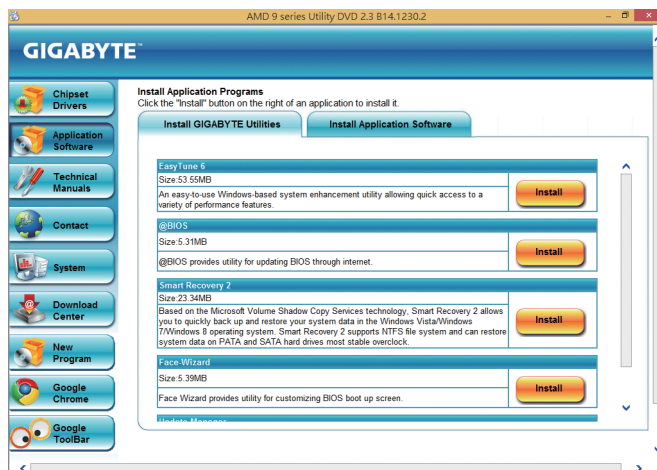 AMD 9 series Utility DVD 2.3 B14.1230.2
GIGABYTE™
Chipset
Drivers
Application
Software
Technical
Manuals
Contact
System
Download
Center
New
Program
Google
Chrome
Google
ToolBar
Install Application Programs
Click the "Install" button on the right of an application to install it.
Install GIGABYTE Utilities
Install Application Software
EasyTune 6
Size:53.55MB
An easy-to-use Windows-based system enhancement utility allowing quick access to a
variety of performance features.
Install
@BIOS
Size:5.31MB
@BIOS provides utility for updating BIOS through internet.
Install
Smart Recovery 2
Size:23.34MB
Based on the Microsoft Volume Shadow Copy Services technology, Smart Recovery 2 allows
you to quickly back up and restore your system data in the Windows Vista/Windows
7/Windows 8 operating system. Smart Recovery 2 supports NTFS file system and can restore
system data on PATA and SATA hard drives most stable overclock.
Install
Face-Wizard
Size:5.39MB
Face Wizard provides utility for customizing BIOS boot up screen.
Install
Update Manager